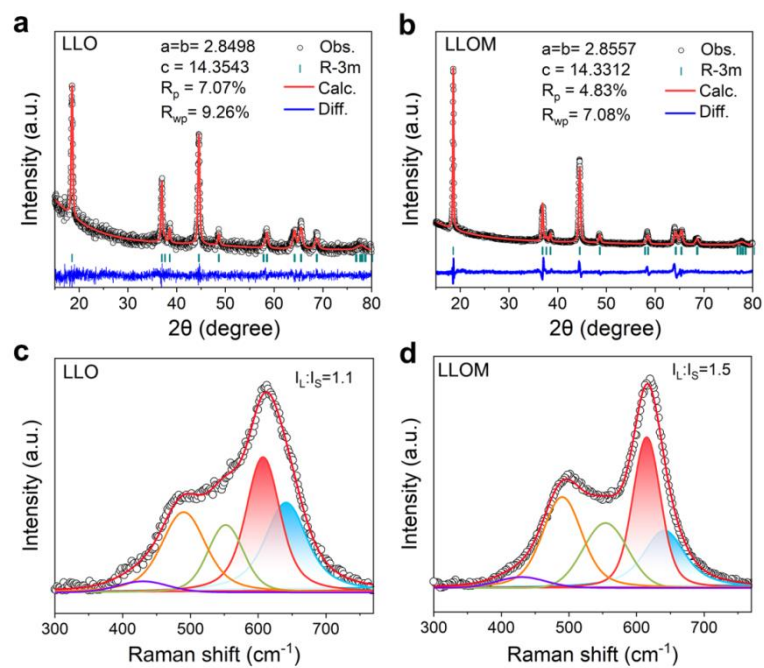 a
LLO
a=b= 2.8498
c = 14.3543
Rp = 7.07%
Rwp= 9.26%
Obs.
R-3m
Calc.
Diff.
Intensity (a.u.)
20 30 40 50 60 70 80
2θ (degree)
b
LLOM
a=b= 2.8557
c = 14.3312
Rp = 4.83%
Rwp= 7.08%
Obs.
R-3m
Calc.
Diff.
Intensity (a.u.)
20 30 40 50 60 70 80
2θ (degree)
c
LLO
IL:IS=1.1
Intensity (a.u.)
300 400 500 600 700
Raman shift (cm-1)
d
LLOM
IL:IS=1.5
Intensity (a.u.)
300 400 500 600 700
Raman shift (cm-1)